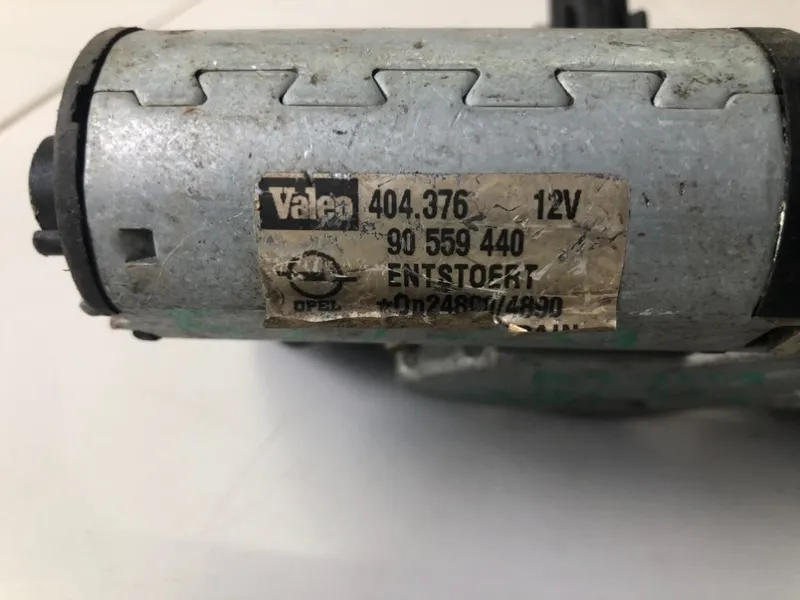 Valeo 404.376 12V
90 559 440
ENTSTOERT
OPEL